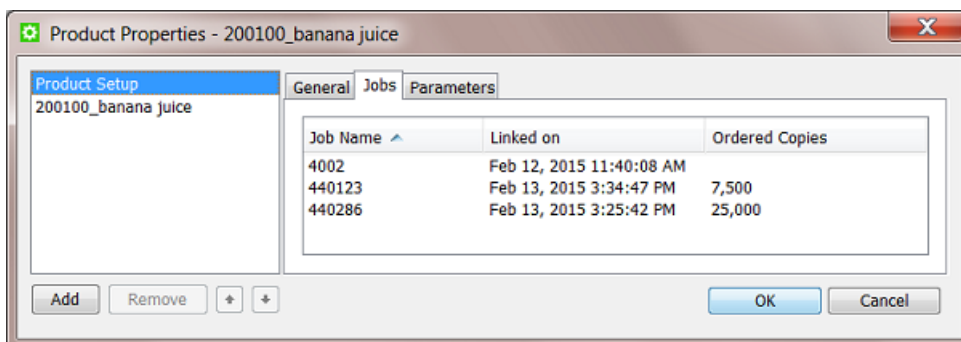 Product Properties - 200100_banana juice
Product Setup
200100_banana juice
General Jobs Parameters
Job Name Linked on Ordered Copies
4002 Feb 12, 2015 11:40:08 AM
440123 Feb 13, 2015 3:34:47 PM 7,500
440286 Feb 13, 2015 3:25:42 PM 25,000
Add Remove OK Cancel